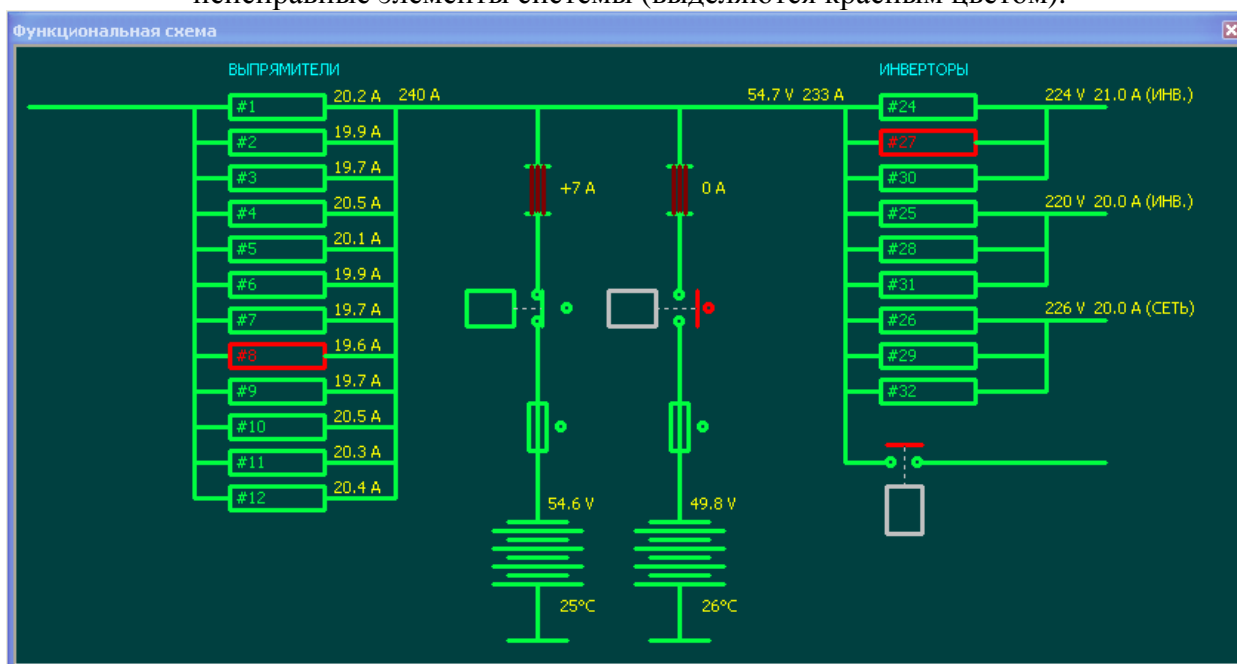 неисправные элементы системы (выделяются красным цветом).
Функциональная схема
ВЫПРЯМИТЕЛИ
ИНВЕРТОРЫ
#1 20.2 A 240 A
54.7 V 233 A
#24 224 V 21.0 A (ИНВ.)
#2 19.9 A
#27
#3 19.7 A
+7 A
0 A
#30
#4 20.5 A
#25 220 V 20.0 A (ИНВ.)
#5 20.1 A
#28
#6 19.9 A
#31
#7 19.7 A
#26 226 V 20.0 A (СЕТЬ)
#8 19.6 A
#29
#9 19.7 A
#32
#10 20.5 A
#11 20.3 A
#12 20.4 A
54.6 V
49.8 V
25°C
26°C